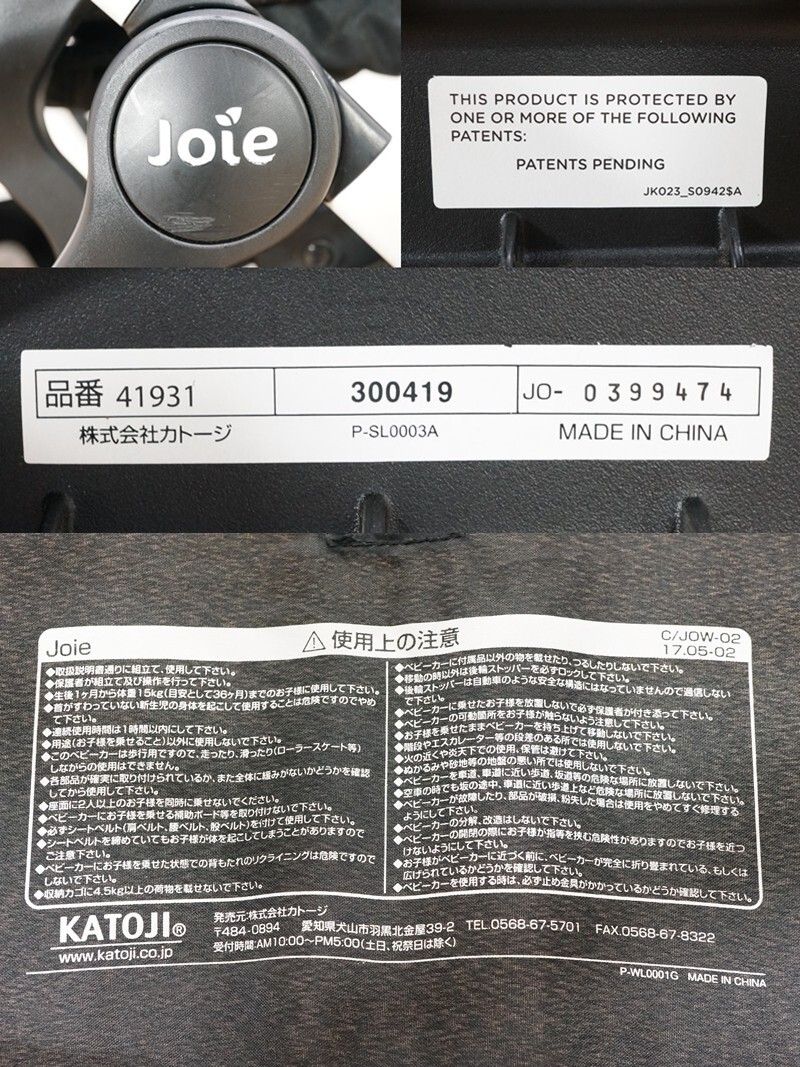 Joie
THIS PRODUCT IS PROTECTED BY
ONE OR MORE OF THE FOLLOWING
PATENTS:
PATENTS PENDING
JK023_S0942$A
品番 41931
300419
JO- 0399474
株式会社カトージ
P-SL0003A
MADE IN CHINA
Joie
⚠使用上の注意
C/JOW-02
17.05-02
◆取扱説明書通りに組立て、使用して下さい。
◆保護者が組立て及び操作を行って下さい。
◆生後1ヶ月から体重15kg(目安として36ヶ月)までのお子様に使用して下さい。
◆首がすわっていない新生児の身体を起こして使用することは危険ですのでやめ
て下さい。
◆連続使用時間は1時間以内にして下さい。
◆用途(お子様を乗せること)以外に使用しないで下さい。
◆このベビーカーは歩行用ですので、走ったり、滑ったり(ローラースケート等)
しながらの使用はできません。
◆各部品が確実に取り付けられているか、また全体に緩みがないかどうかを確認
してから使用して下さい。
◆座面に2人以上のお子様を同時に乗せないでください。
◆ベビーカーにお子様を乗せる補助ボード等を取り付けないで下さい。
◆必ずシートベルト(肩ベルト、腰ベルト、股ベルト)を付けて使用して下さい。
◆シートベルトを締めていてもお子様が体を起こしてしまうことがありますので
ご注意下さい。
◆ベビーカーにお子様を乗せた状態での背もたれのリクライニングは危険ですので
しないで下さい。
◆収納カゴに4.5kg以上の荷物を載せないで下さい。
◆ベビーカーに付属品以外の物を載せたり、つるしたりしないで下さい。
◆移動の時以外は後輪ストッパーを必ずロックして下さい。
◆後輪ストッパーは自動車のような安全な構造にはなっていませんので過信しない
で下さい。
◆ベビーカーに乗せたお子様を放置しないで必ず保護者が付き添って下さい。
◆ベビーカーの可動箇所をお子様が触らないよう注意して下さい。
◆お子様を乗せたままベビーカーを持ち上げて移動しないで下さい。
◆階段やエスカレーター等の段差のある所では使用しないで下さい。
◆火の近くや炎天下での使用、保管は避けて下さい。
◆ぬかるみや砂地等の地盤の悪い所では使用しないで下さい。
◆ベビーカーを車道、車道に近い歩道、坂道等の危険な場所に放置しないで下さい。
◆空車の時でも坂の途中、車道に近い歩道上など危険な場所に放置しないで下さい。
◆ベビーカーが故障したり、部品が破損、紛失した場合は使用をやめてすぐ修理する
ようにして下さい。
◆ベビーカーの分解、改造はしないで下さい。
◆ベビーカーの開閉の際にお子様が指等を挟む危険性がありますのでお子様を近づ
けないようにして下さい。
◆お子様がベビーカーに近づく前に、ベビーカーが完全に折り畳まれている、もしくは
広げられているかどうかを確認して下さい。
◆ベビーカーを使用する時は、必ず止め金具がかかっているかどうか確認して下さい。
KATOJI®
www.katoji.co.jp
発売元:株式会社カトージ
〒484-0894 愛知県犬山市羽黒北金屋39-2 TEL.0568-67-5701 FAX.0568-67-8322
受付時間:AM10:00~PM5:00(土日、祝祭日は除く)
P-WL0001G MADE IN CHINA